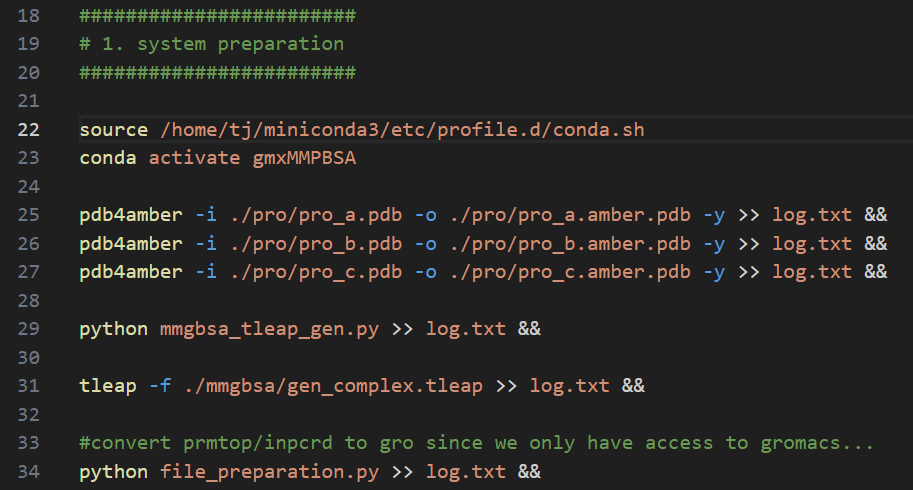 18 ########################
19 # 1. system preparation
20 ########################
21
22 source /home/tj/miniconda3/etc/profile.d/conda.sh
23 conda activate gmxMMPBSA
24
25 pdb4amber -i ./pro/pro_a.pdb -o ./pro/pro_a.amber.pdb -y >> log.txt &&
26 pdb4amber -i ./pro/pro_b.pdb -o ./pro/pro_b.amber.pdb -y >> log.txt &&
27 pdb4amber -i ./pro/pro_c.pdb -o ./pro/pro_c.amber.pdb -y >> log.txt &&
28
29 python mmgbsa_tleap_gen.py >> log.txt &&
30
31 tleap -f ./mmgbsa/gen_complex.tleap >> log.txt &&
32
33 #convert prmtop/inpcrd to gro since we only have access to gromacs...
34 python file_preparation.py >> log.txt &&